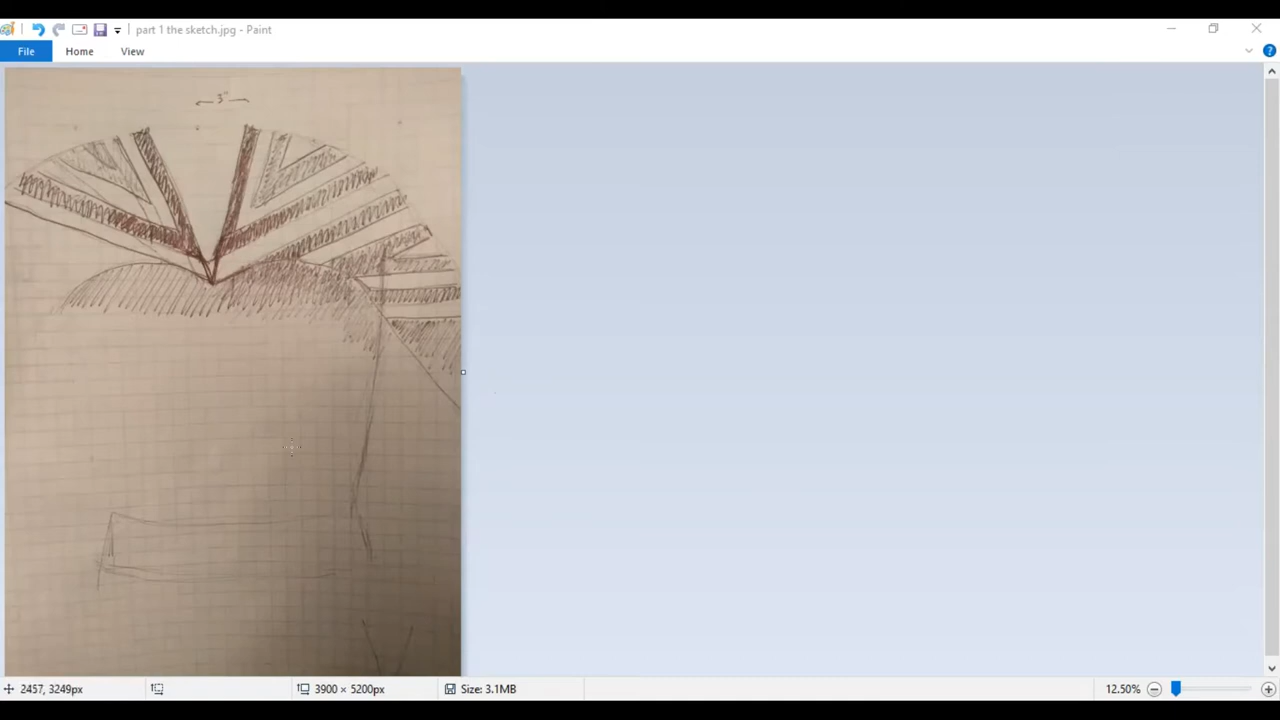 part 1 the sketch.jpg - Paint
File
Home
View
3"
2457, 3249px
3900 × 5200px
Size: 3.1MB
12.50%